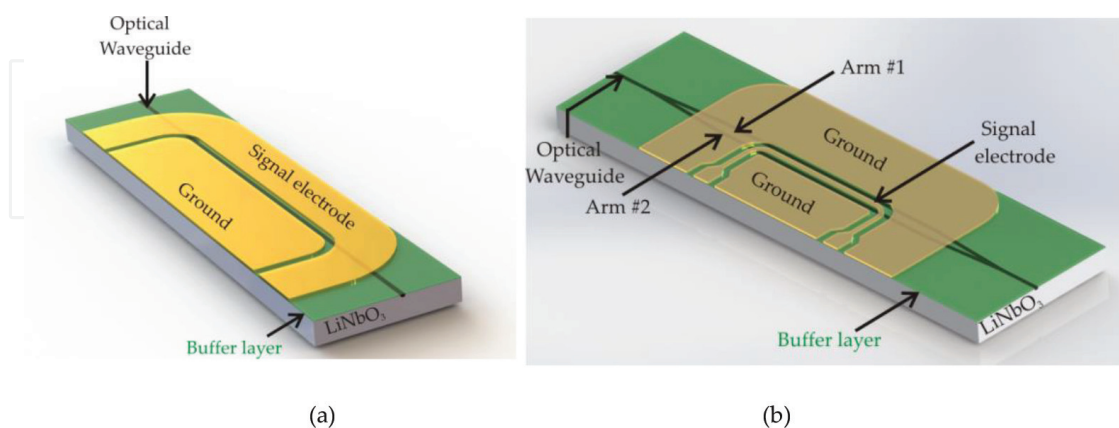 Optical
Waveguide
Signal electrode
Ground
LiNbO3
Buffer layer
(a)
Arm #1
Ground
Signal
electrode
Optical
Waveguide
Arm #2
Ground
LiNbO3
Buffer layer
(b)